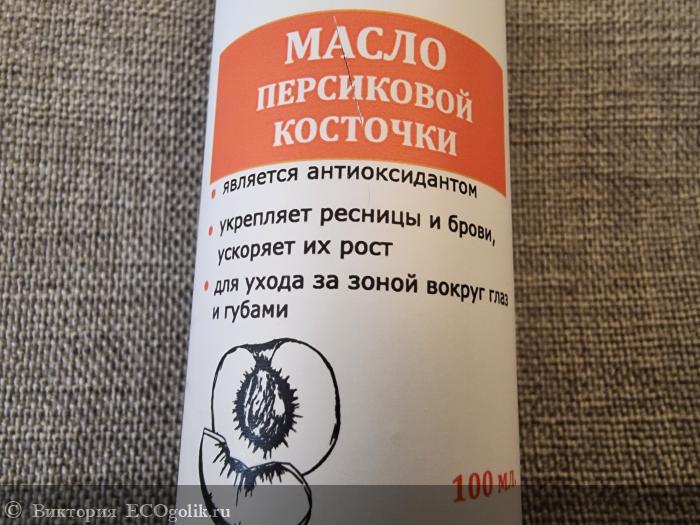 МАСЛО
ПЕРСИКОВОЙ
КОСТОЧКИ
• является антиоксидантом
• укрепляет ресницы и брови,
ускоряет их рост
• для ухода за зоной вокруг глаз
и губами
100 мл.
© Виктория ECOgolik.ru